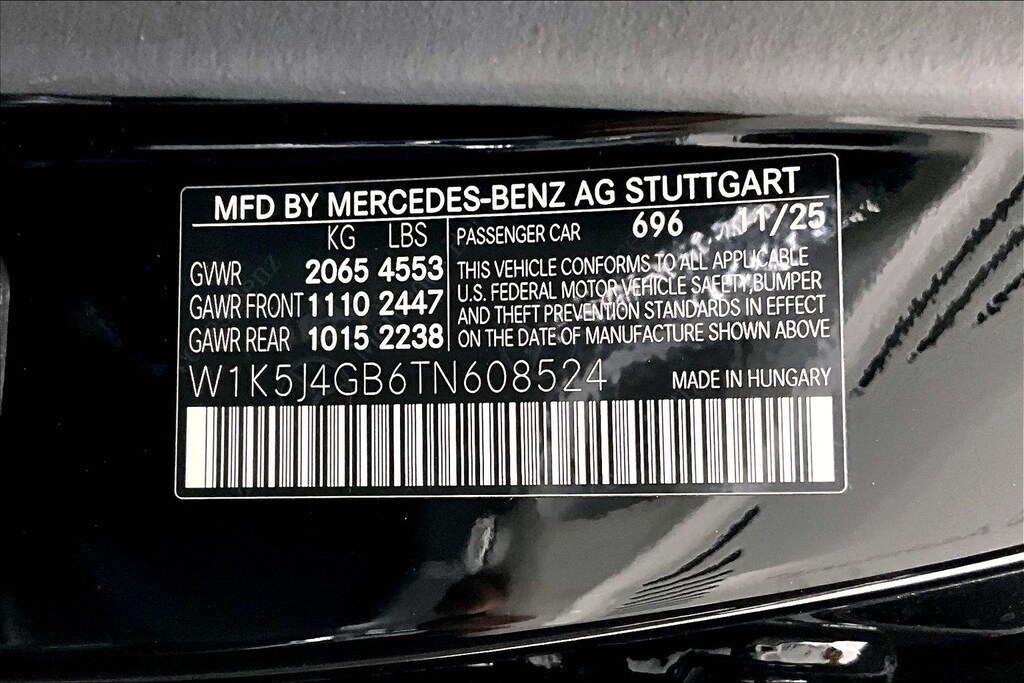 MFD BY MERCEDES-BENZ AG STUTTGART
KG LBS
GVWR 2065 4553
GAWR FRONT 1110 2447
GAWR REAR 1015 2238
PASSENGER CAR 696 11/25
THIS VEHICLE CONFORMS TO ALL APPLICABLE
U.S. FEDERAL MOTOR VEHICLE SAFETY, BUMPER
AND THEFT PREVENTION STANDARDS IN EFFECT
ON THE DATE OF MANUFACTURE SHOWN ABOVE
W1K5J4GB6TN608524 MADE IN HUNGARY